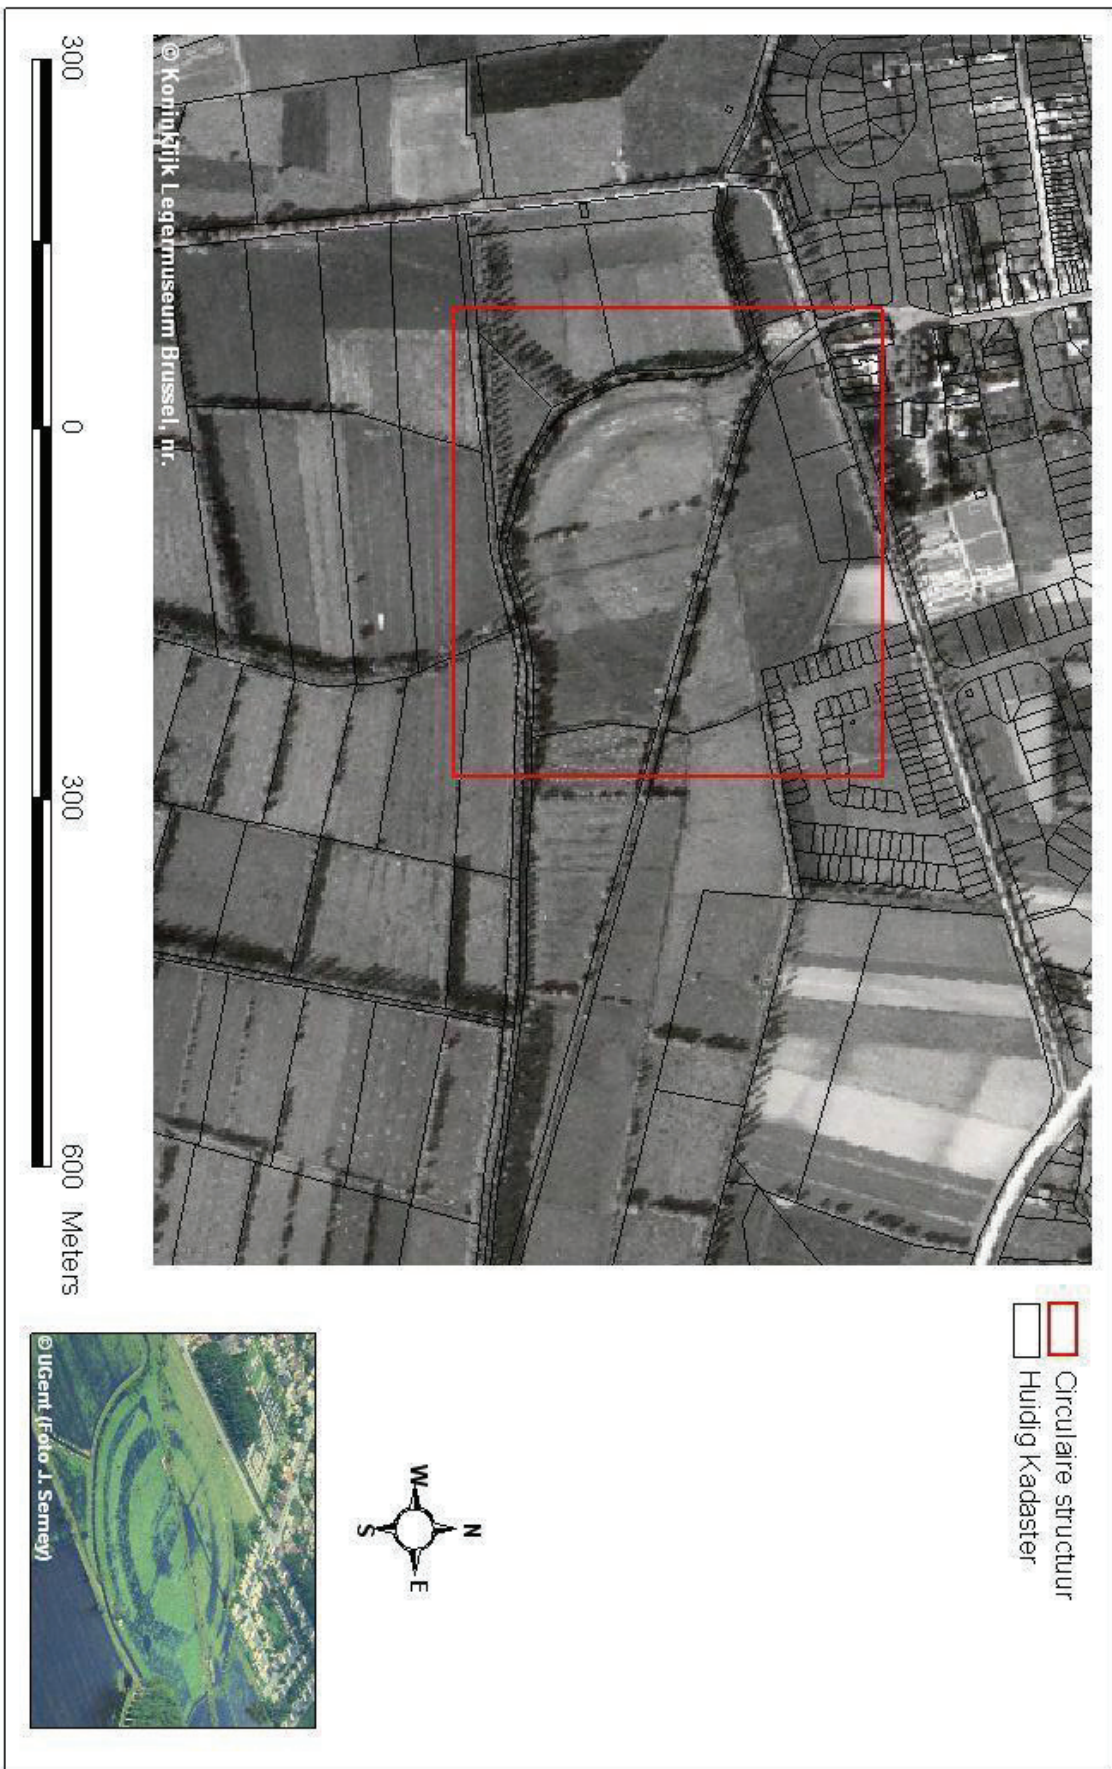 © Koninklijk Legermuseum Brussel, nr.
300 0 300 600 Meters
Circulaire structuur
Huidig Kadaster
N
W
E
S
©UGent (Foto J. Semey)